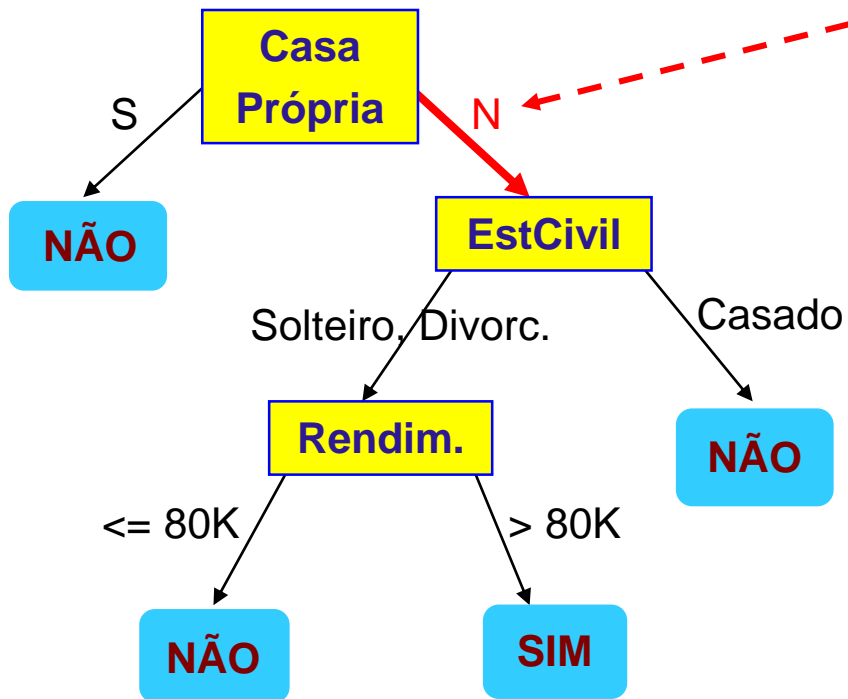 Casa
Própria
S
N
NÃO
EstCivil
Solteiro, Divorc.
Casado
Rendim.
NÃO
<= 80K
> 80K
NÃO
SIM